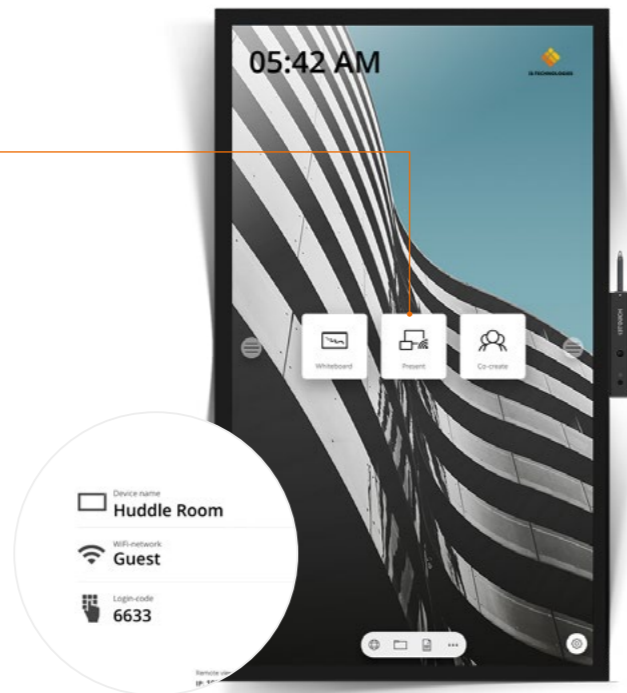 05:42 AM
Whiteboard
Present
Co-create
Device name
Huddle Room
WiFi-network
Guest
Login-code
6633